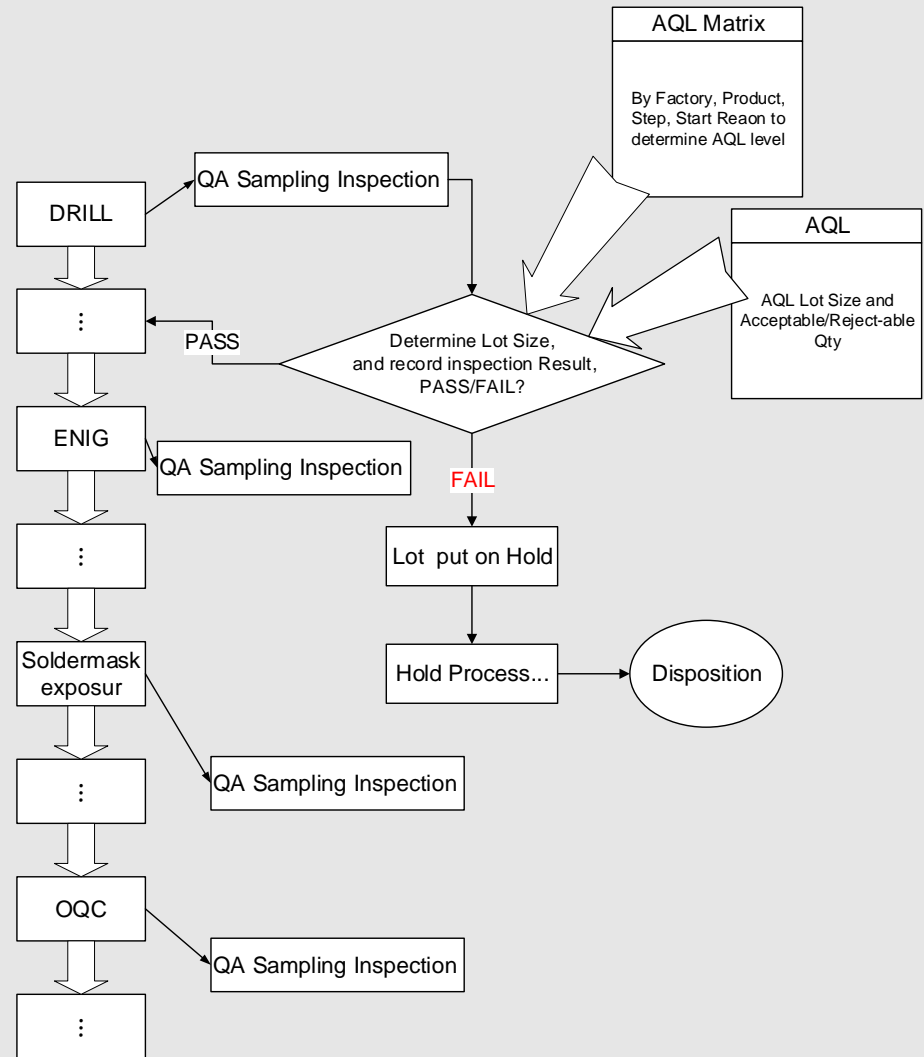 AQL Matrix
By Factory, Product,
Step, Start Reaon to
determine AQL level
QA Sampling Inspection
DRILL
AQL
AQL Lot Size and
Acceptable/Reject-able
Qty
⋮
PASS
Determine Lot Size,
and record inspection Result,
PASS/FAIL?
ENIG
QA Sampling Inspection
FAIL
⋮
Lot  put on Hold
Soldermask
exposur
Hold Process...
Disposition
⋮
QA Sampling Inspection
OQC
QA Sampling Inspection
⋮